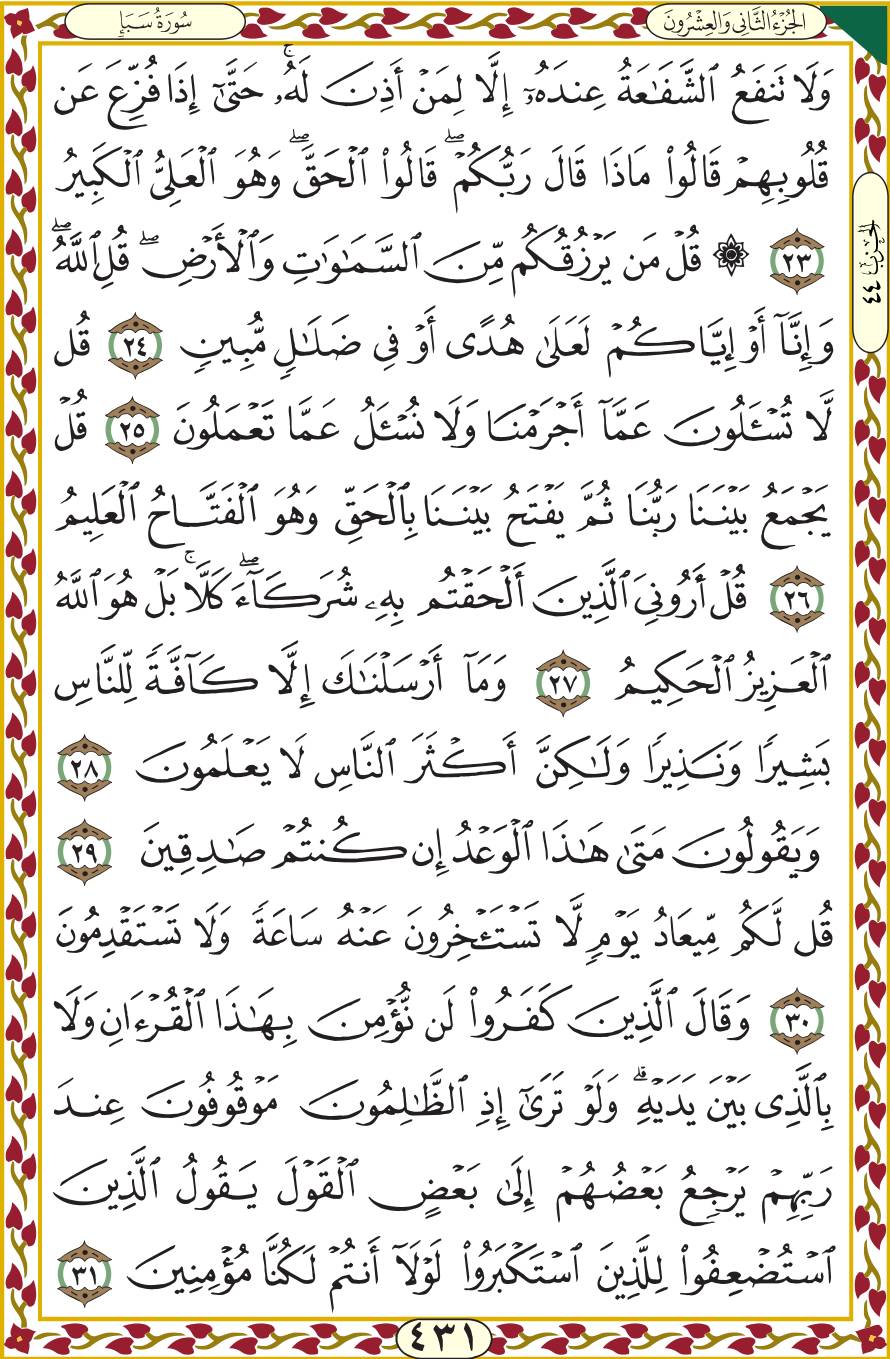 سُورَةُ سَبَإٖ
الجُزْءُ الثَّانِي وَالعِشْرُونَ
وَلَا تَنفَعُ ٱلشَّفَٰعَةُ عِندَهُۥٓ إِلَّا لِمَنۡ أَذِنَ لَهُۥۚ حَتَّىٰٓ إِذَا فُزِّعَ عَن
قُلُوبِهِمۡ قَالُواْ مَاذَا قَالَ رَبُّكُمۡۖ قَالُواْ ٱلۡحَقَّۖ وَهُوَ ٱلۡعَلِيُّ ٱلۡكَبِيرُ
٢٣ ۞ قُلۡ مَن يَرۡزُقُكُم مِّنَ ٱلسَّمَٰوَٰتِ وَٱلۡأَرۡضِۖ قُلِ ٱللَّهُۖ
وَإِنَّآ أَوۡ إِيَّاكُمۡ لَعَلَىٰ هُدًى أَوۡ فِي ضَلَٰلٖ مُّبِينٖ ٢٤ قُل
لَّا تُسۡـَٔلُونَ عَمَّآ أَجۡرَمۡنَا وَلَا نُسۡـَٔلُ عَمَّا تَعۡمَلُونَ ٢٥ قُلۡ
يَجۡمَعُ بَيۡنَنَا رَبُّنَا ثُمَّ يَفۡتَحُ بَيۡنَنَا بِٱلۡحَقِّ وَهُوَ ٱلۡفَتَّاحُ ٱلۡعَلِيمُ
٢٦ قُلۡ أَرُونِيَ ٱلَّذِينَ أَلۡحَقۡتُم بِهِۦ شُرَكَآءَۖ كَلَّاۚ بَلۡ هُوَ ٱللَّهُ
ٱلۡعَزِيزُ ٱلۡحَكِيمُ ٢٧ وَمَآ أَرۡسَلۡنَٰكَ إِلَّا كَآفَّةٗ لِّلنَّاسِ
بَشِيرٗا وَنَذِيرٗا وَلَٰكِنَّ أَكۡثَرَ ٱلنَّاسِ لَا يَعۡلَمُونَ ٢٨
وَيَقُولُونَ مَتَىٰ هَٰذَا ٱلۡوَعۡدُ إِن كُنتُمۡ صَٰدِقِينَ ٢٩
قُل لَّكُم مِّيعَادُ يَوۡمٖ لَّا تَسۡتَـٔۡخِرُونَ عَنۡهُ سَاعَةٗ وَلَا تَسۡتَقۡدِمُونَ
٣٠ وَقَالَ ٱلَّذِينَ كَفَرُواْ لَن نُّؤۡمِنَ بِهَٰذَا ٱلۡقُرۡءَانِ وَلَا
بِٱلَّذِي بَيۡنَ يَدَيۡهِۗ وَلَوۡ تَرَىٰٓ إِذِ ٱلظَّٰلِمُونَ مَوۡقُوفُونَ عِندَ
رَبِّهِمۡ يَرۡجِعُ بَعۡضُهُمۡ إِلَىٰ بَعۡضٍ ٱلۡقَوۡلَ يَقُولُ ٱلَّذِينَ
ٱسۡتُضۡعِفُواْ لِلَّذِينَ ٱسۡتَكۡبَرُواْ لَوۡلَآ أَنتُمۡ لَكُنَّا مُؤۡمِنِينَ ٣١
الحِزْبُ ٤٤
٤٣١